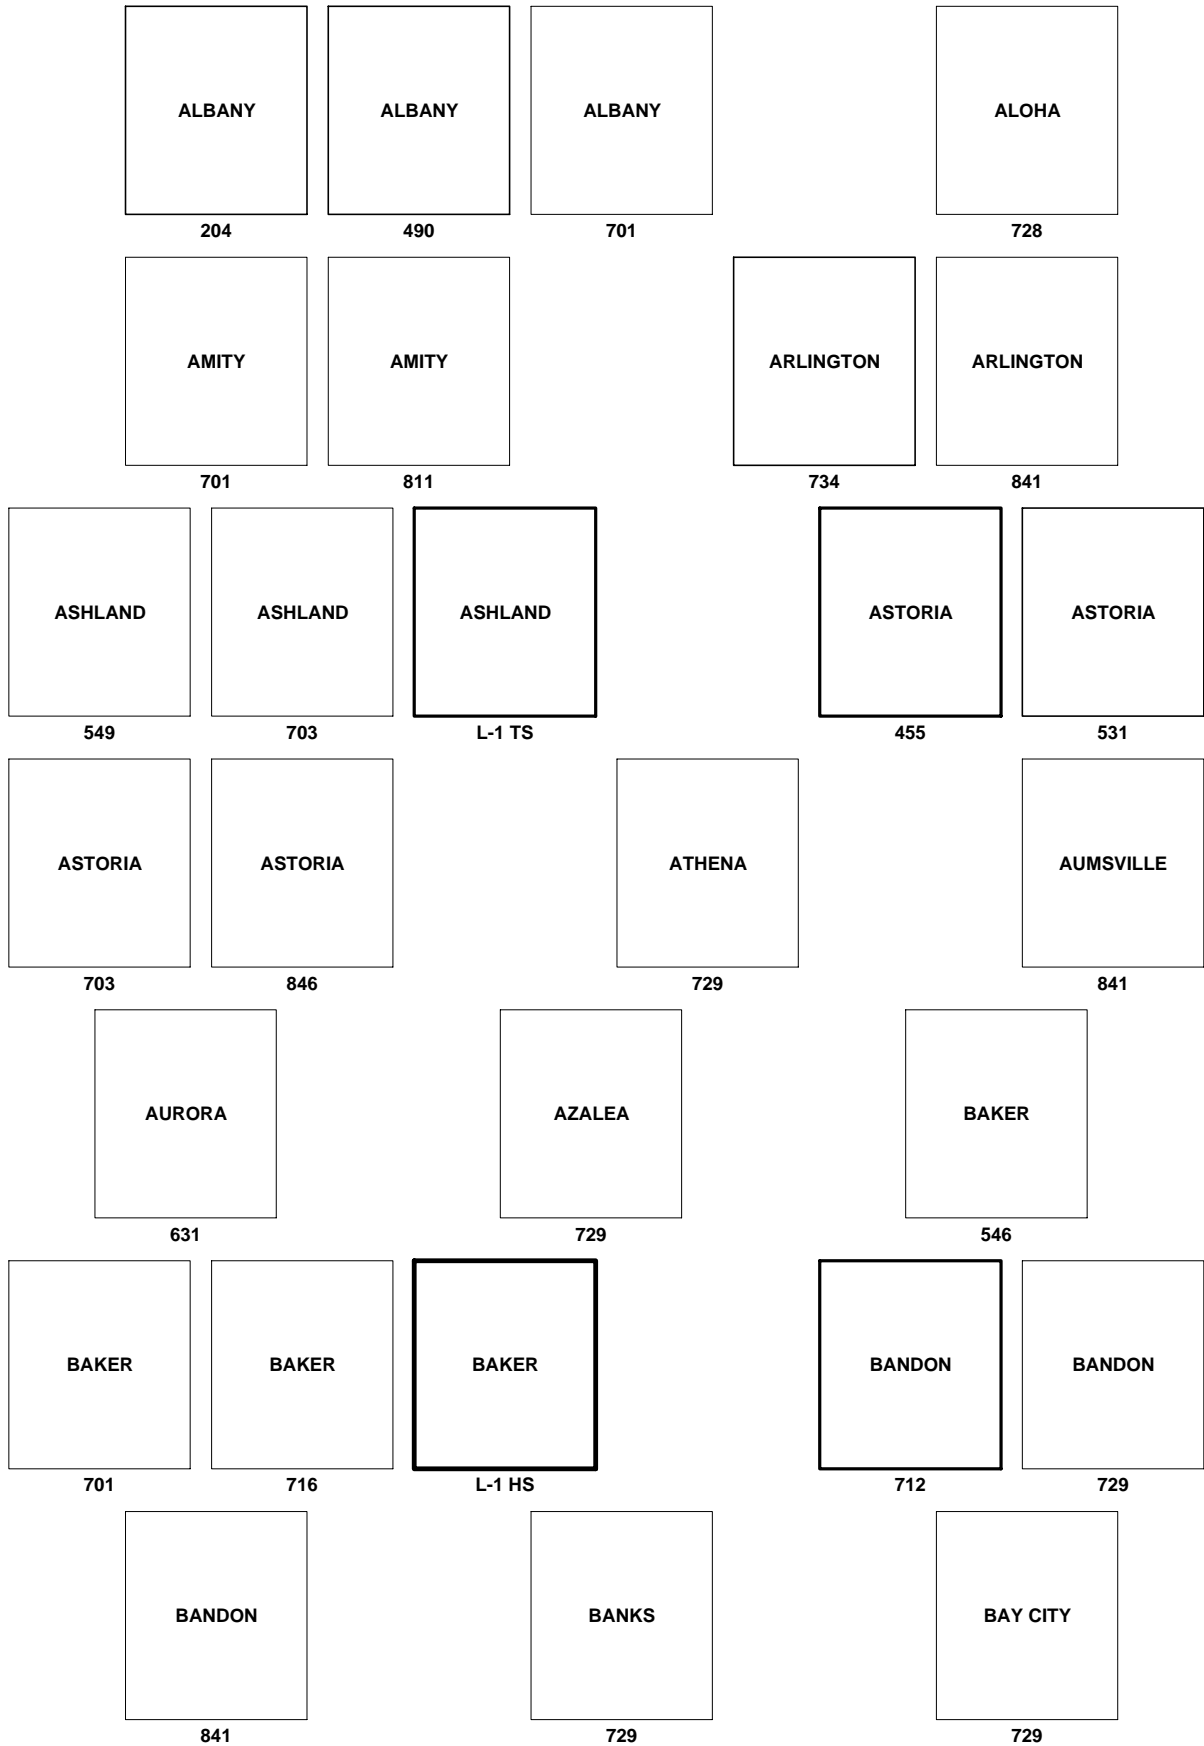 ALBANY ALBANY ALBANY ALOHA
204 490 701 728
AMITY AMITY ARLINGTON ARLINGTON
701 811 734 841
ASHLAND ASHLAND ASHLAND ASTORIA ASTORIA
549 703 L-1 TS 455 531
ASTORIA ASTORIA ATHENA AUMSVILLE
703 846 729 841
AURORA AZALEA BAKER
631 729 546
BAKER BAKER BAKER BANDON BANDON
701 716 L-1 HS 712 729
BANDON BANKS BAY CITY
841 729 729